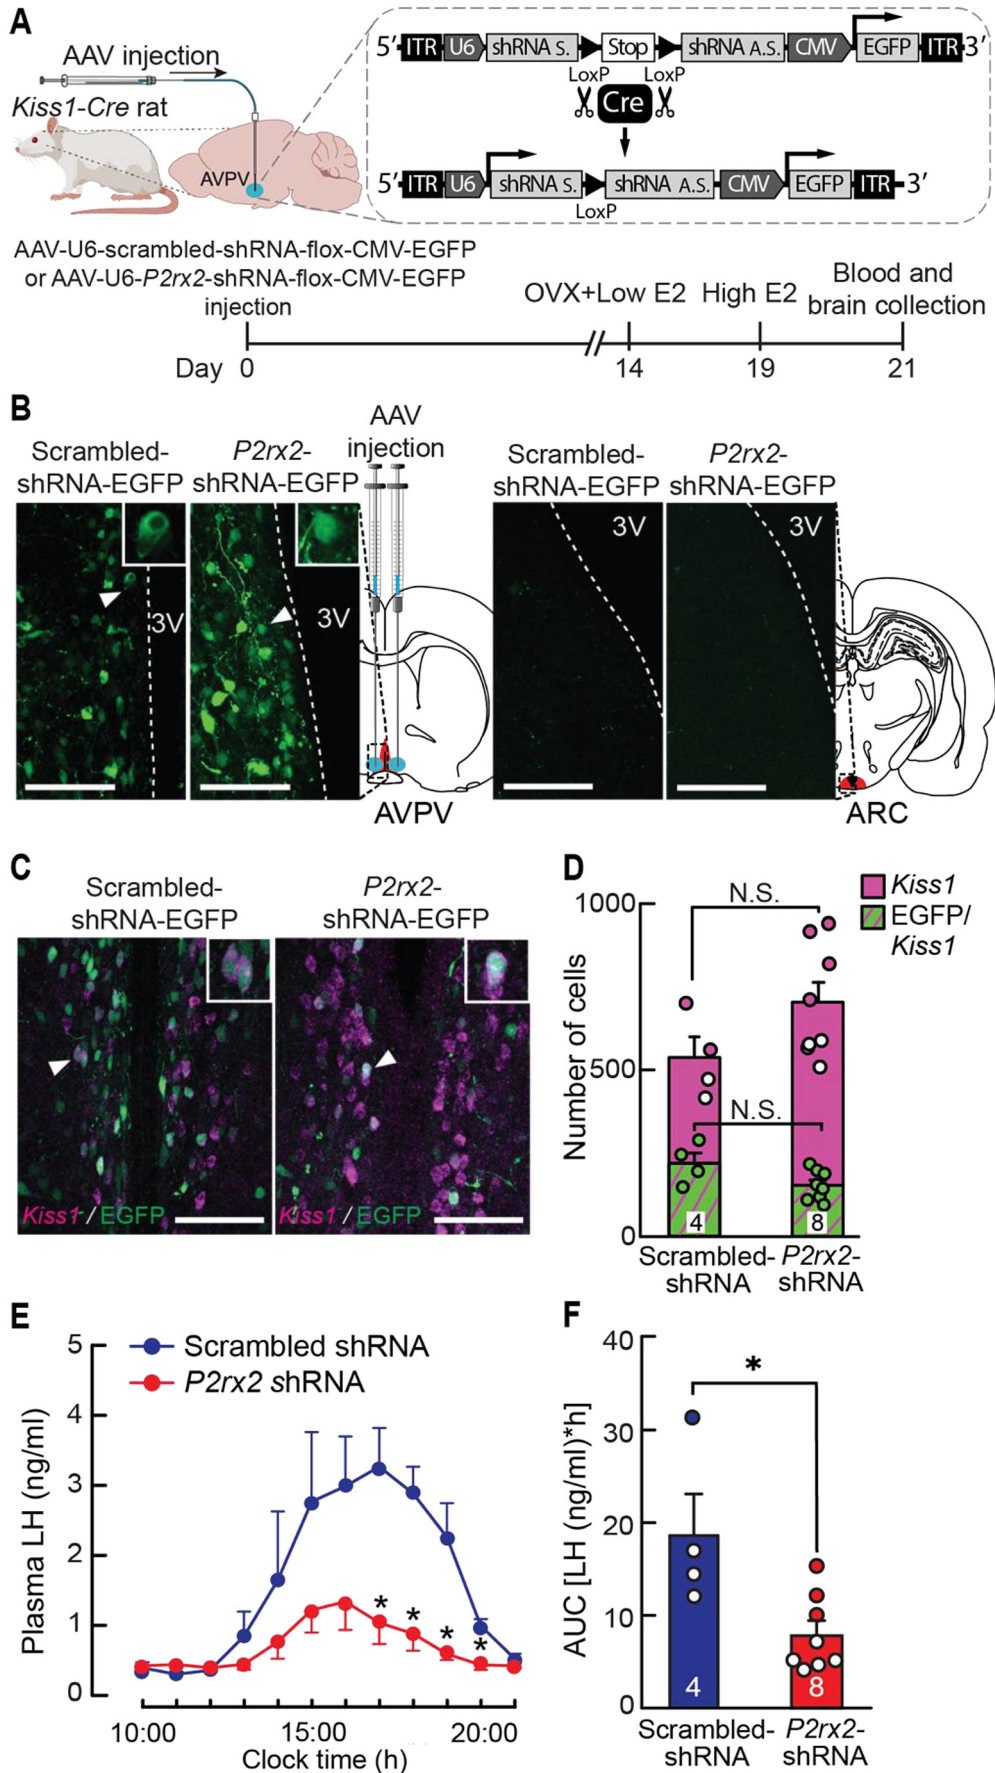 A
AAV injection
Kiss1-Cre rat
AVPV
5′ ITR U6 shRNA S. Stop shRNA A.S. CMV EGFP ITR 3′
LoxP LoxP
Cre
5′ ITR U6 shRNA S. shRNA A.S. CMV EGFP ITR 3′
LoxP
AAV-U6-scrambled-shRNA-flox-CMV-EGFP
or AAV-U6-P2rx2-shRNA-flox-CMV-EGFP
injection
OVX+Low E2
High E2
Blood and
brain collection
Day 0 14 19 21
B
Scrambled-
shRNA-EGFP
P2rx2-
shRNA-EGFP
AAV
injection
Scrambled-
shRNA-EGFP
P2rx2-
shRNA-EGFP
3V
3V
3V
3V
AVPV
ARC
C
Scrambled-
shRNA-EGFP
P2rx2-
shRNA-EGFP
Kiss1 / EGFP
Kiss1 / EGFP
D
Kiss1
EGFP/
Kiss1
Number of cells
1000
500
0
N.S.
N.S.
4
8
Scrambled-
shRNA
P2rx2-
shRNA
E
Scrambled shRNA
P2rx2 shRNA
Plasma LH (ng/ml)
5
4
3
2
1
0
* * * *
10:00 15:00 20:00
Clock time (h)
F
AUC [LH (ng/ml)*h]
40
30
20
10
0
*
4
8
Scrambled-
shRNA
P2rx2-
shRNA